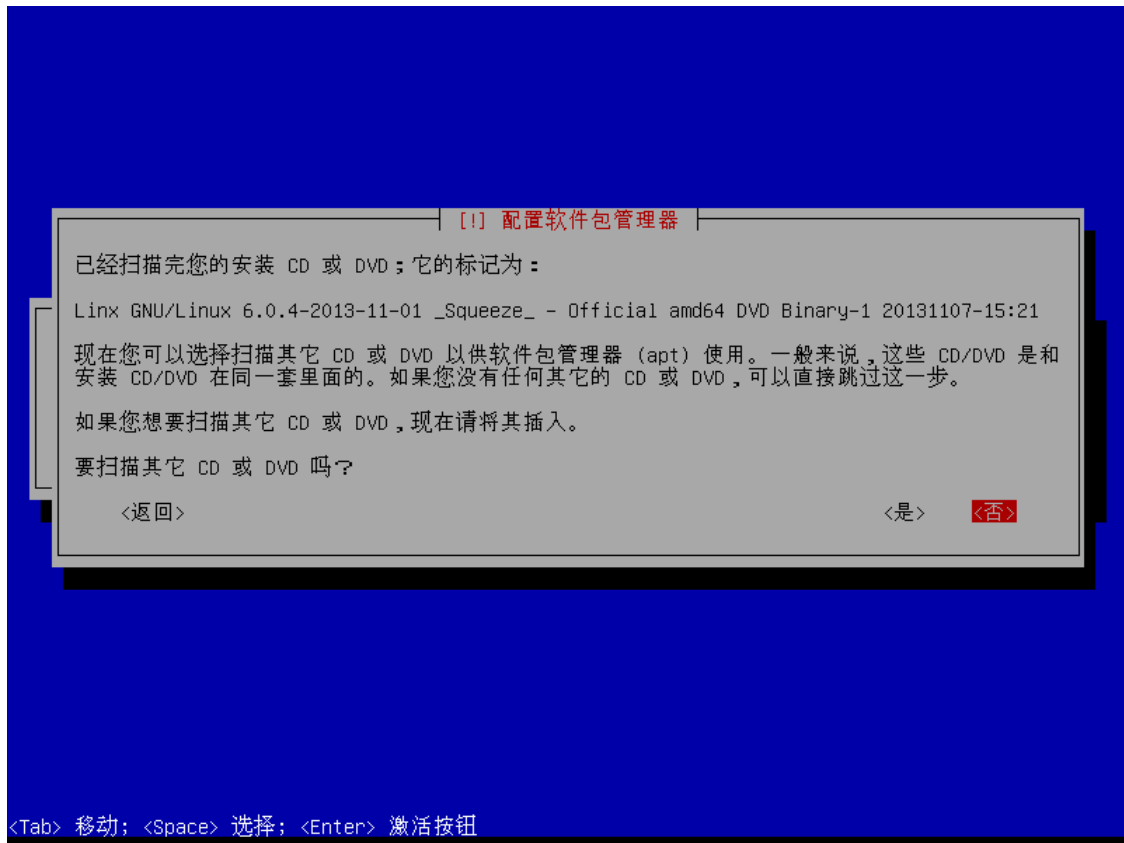 [!] 配置软件包管理器
已经扫描完您的安装 CD 或 DVD；它的标记为：
Linx GNU/Linux 6.0.4-2013-11-01 _Squeeze_ - Official amd64 DVD Binary-1 20131107-15:21
现在您可以选择扫描其它 CD 或 DVD 以供软件包管理器 (apt) 使用。一般来说，这些 CD/DVD 是和
安装 CD/DVD 在同一套里面的。如果您没有任何其它的 CD 或 DVD，可以直接跳过这一步。
如果您想要扫描其它 CD 或 DVD，现在请将其插入。
要扫描其它 CD 或 DVD 吗？
<返回> <是> <否>
<Tab> 移动; <Space> 选择; <Enter> 激活按钮